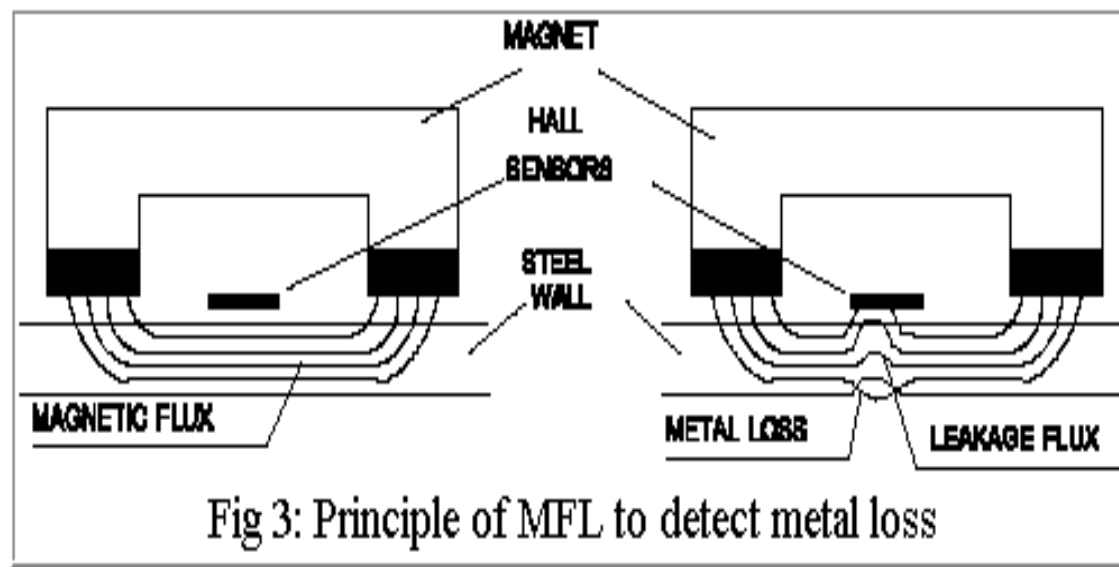 MAGNET
HALL
SENSORS
STEEL
WALL
MAGNETIC FLUX
METAL LOSS
LEAKAGE FLUX
Fig 3: Principle of MFL to detect metal loss